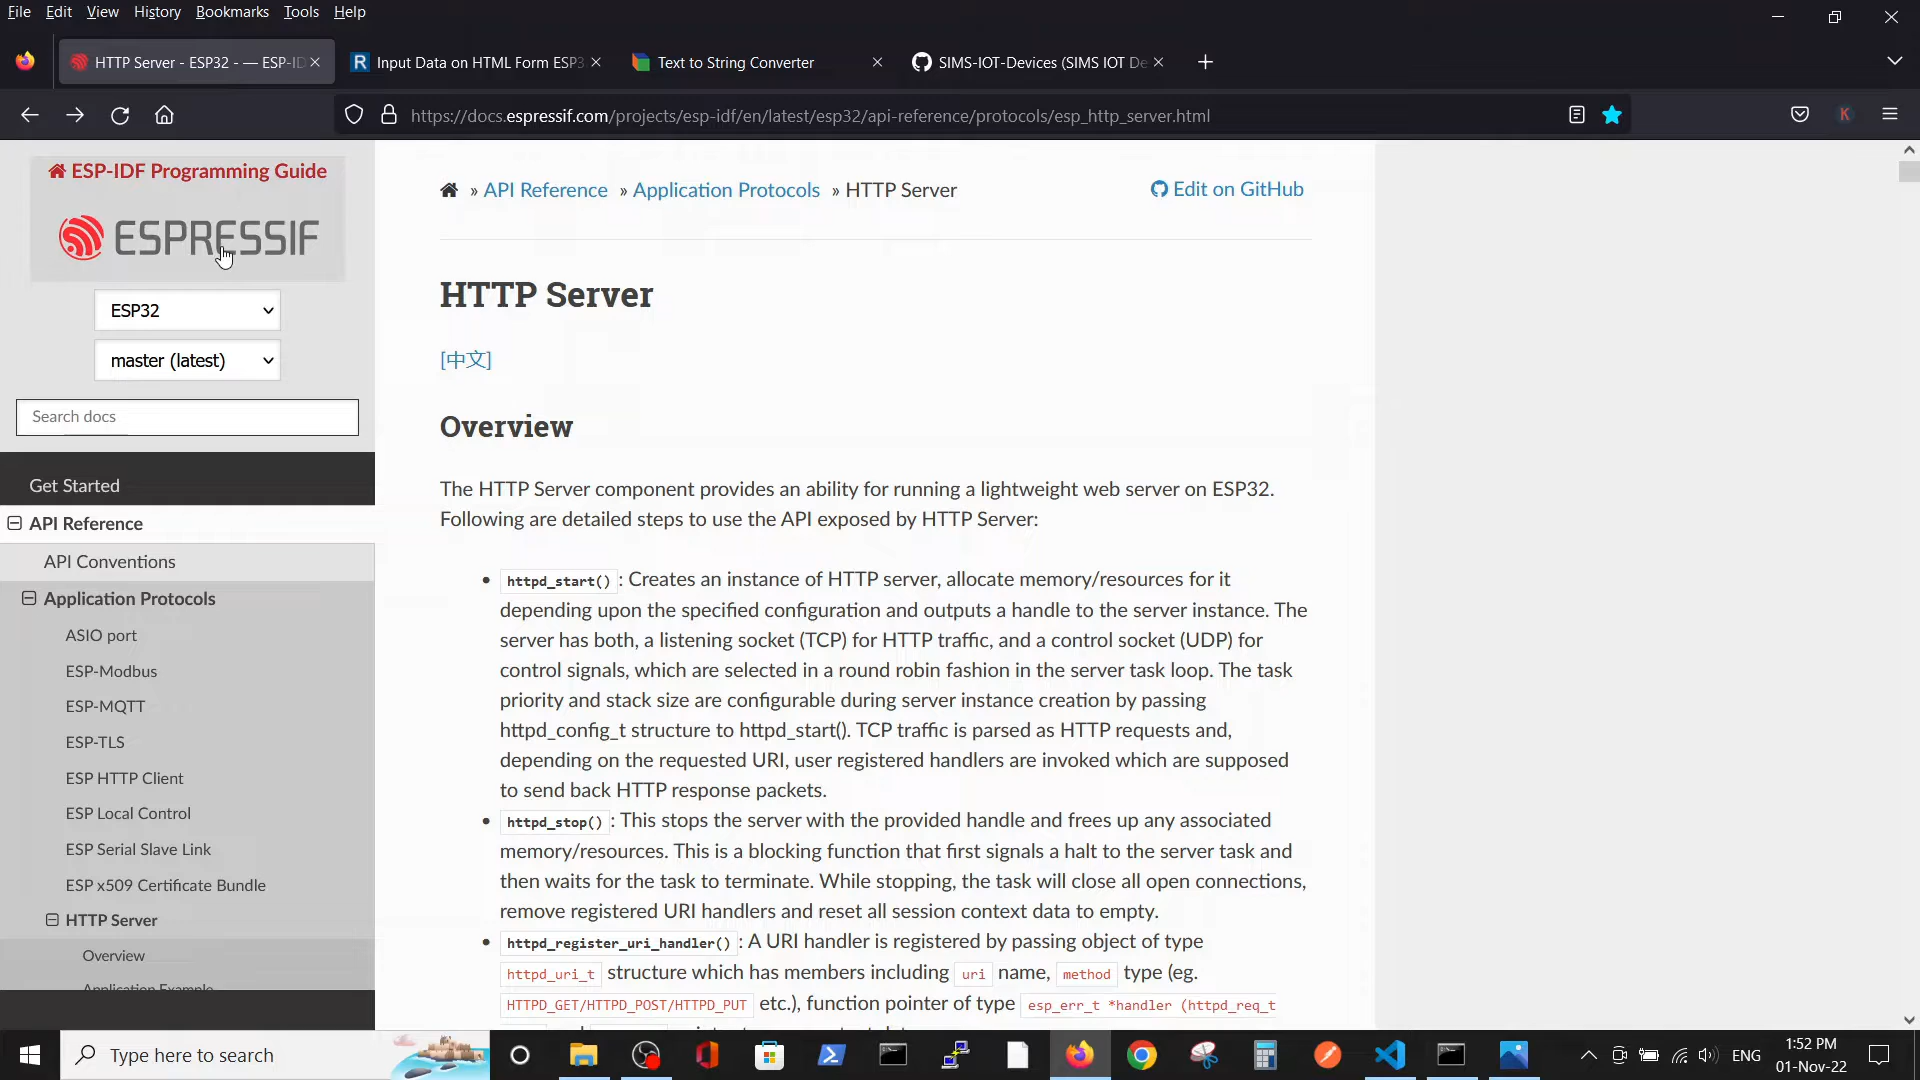 File Edit View History Bookmarks Tools Help
HTTP Server - ESP32 - — ESP-ID
Input Data on HTML Form ESP3
Text to String Converter
SIMS-IOT-Devices (SIMS IOT De
https://docs.espressif.com/projects/esp-idf/en/latest/esp32/api-reference/protocols/esp_http_server.html
K
ESP-IDF Programming Guide
ESPRESSIF
ESP32
master (latest)
Search docs
Get Started
API Reference
API Conventions
Application Protocols
ASIO port
ESP-Modbus
ESP-MQTT
ESP-TLS
ESP HTTP Client
ESP Local Control
ESP Serial Slave Link
ESP x509 Certificate Bundle
HTTP Server
Overview
Application Example
» API Reference » Application Protocols » HTTP Server
Edit on GitHub
HTTP Server
[中文]
Overview
The HTTP Server component provides an ability for running a lightweight web server on ESP32.
Following are detailed steps to use the API exposed by HTTP Server:
• httpd_start() : Creates an instance of HTTP server, allocate memory/resources for it
depending upon the specified configuration and outputs a handle to the server instance. The
server has both, a listening socket (TCP) for HTTP traffic, and a control socket (UDP) for
control signals, which are selected in a round robin fashion in the server task loop. The task
priority and stack size are configurable during server instance creation by passing
httpd_config_t structure to httpd_start(). TCP traffic is parsed as HTTP requests and,
depending on the requested URI, user registered handlers are invoked which are supposed
to send back HTTP response packets.
• httpd_stop() : This stops the server with the provided handle and frees up any associated
memory/resources. This is a blocking function that first signals a halt to the server task and
then waits for the task to terminate. While stopping, the task will close all open connections,
remove registered URI handlers and reset all session context data to empty.
• httpd_register_uri_handler() : A URI handler is registered by passing object of type
httpd_uri_t structure which has members including uri name, method type (eg.
HTTPD_GET/HTTPD_POST/HTTPD_PUT etc.), function pointer of type esp_err_t *handler (httpd_req_t
Type here to search
ENG
1:52 PM
01-Nov-22